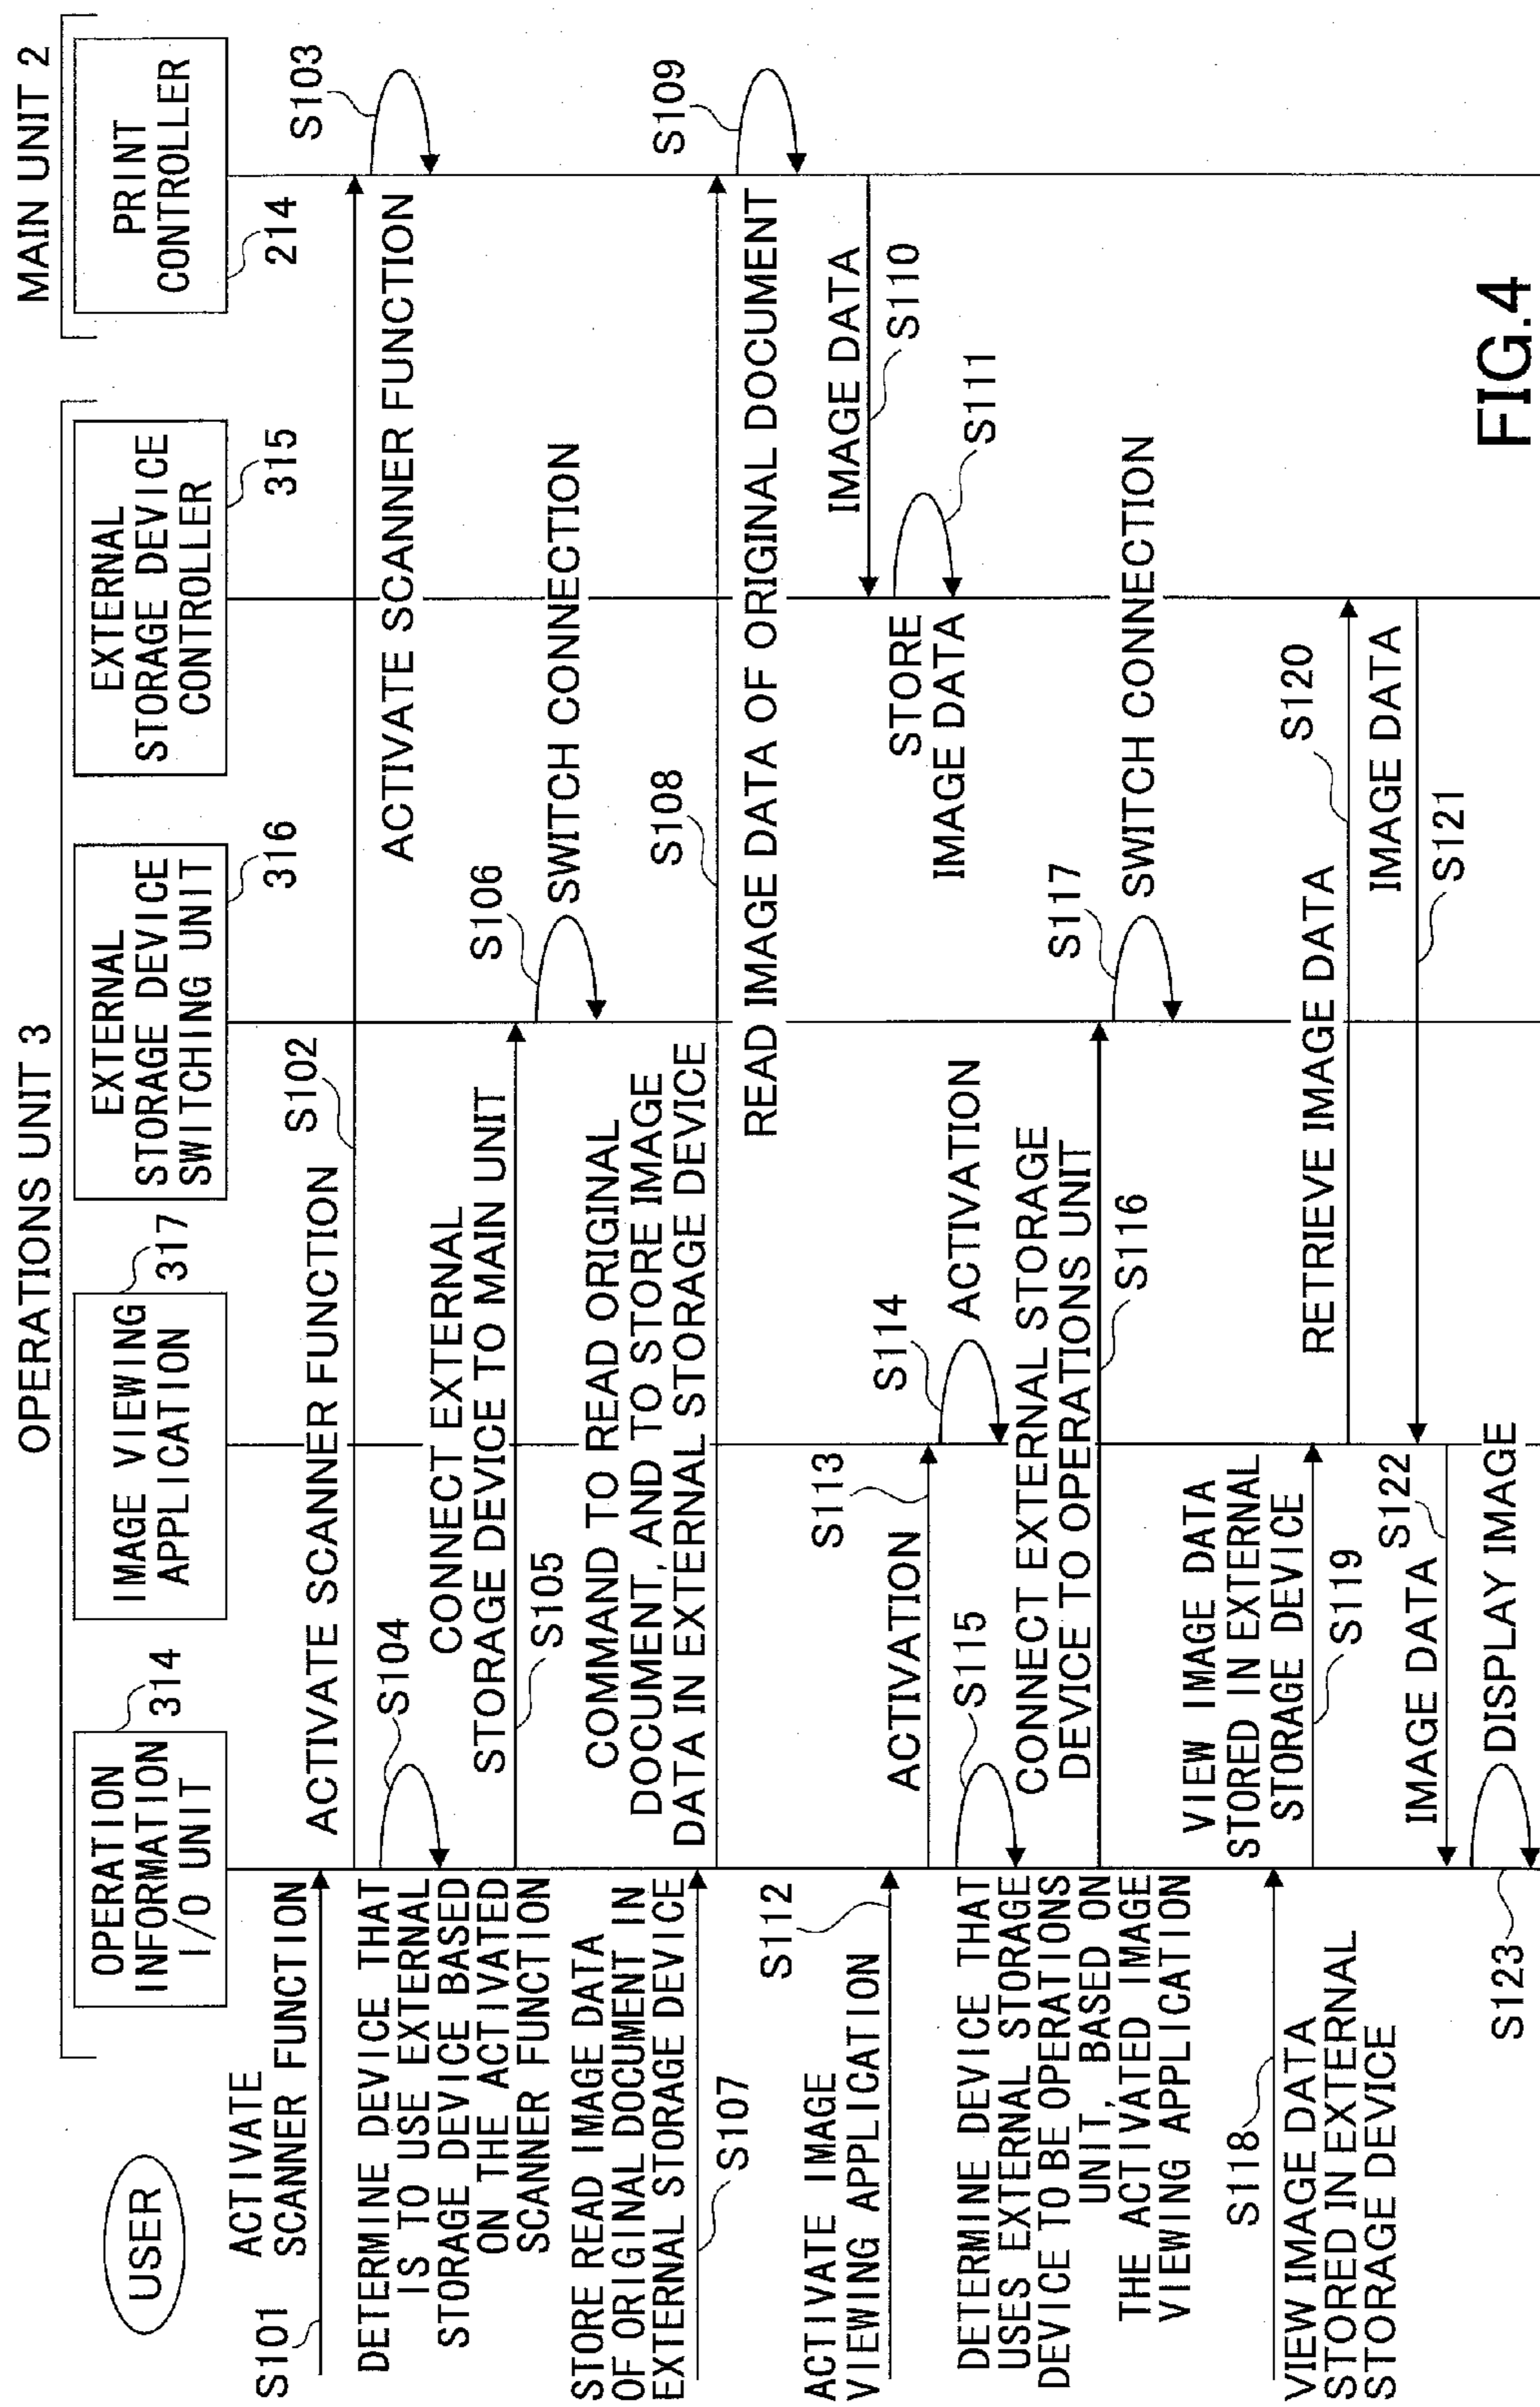 OPERATIONS UNIT 3
MAIN UNIT 2
USER
OPERATION
INFORMATION
I/O UNIT
314
IMAGE VIEWING
APPLICATION
317
EXTERNAL
STORAGE DEVICE
SWITCHING UNIT
316
EXTERNAL
STORAGE DEVICE
CONTROLLER
315
PRINT
CONTROLLER
214
S101
ACTIVATE
SCANNER FUNCTION
ACTIVATE SCANNER FUNCTION
S102
S103
ACTIVATE SCANNER FUNCTION
DETERMINE DEVICE THAT
IS TO USE EXTERNAL
STORAGE DEVICE BASED
ON THE ACTIVATED
SCANNER FUNCTION
S104
CONNECT EXTERNAL
STORAGE DEVICE TO MAIN UNIT
S105
S106
SWITCH CONNECTION
STORE READ IMAGE DATA
OF ORIGINAL DOCUMENT IN
EXTERNAL STORAGE DEVICE
S107
COMMAND TO READ ORIGINAL
DOCUMENT, AND TO STORE IMAGE
DATA IN EXTERNAL STORAGE DEVICE
S108
S109
READ IMAGE DATA OF ORIGINAL DOCUMENT
IMAGE DATA
S110
STORE
IMAGE DATA
S111
ACTIVATE IMAGE
VIEWING APPLICATION
S112
ACTIVATION
S113
S114
ACTIVATION
DETERMINE DEVICE THAT
USES EXTERNAL STORAGE
DEVICE TO BE OPERATIONS
UNIT, BASED ON
THE ACTIVATED IMAGE
VIEWING APPLICATION
S115
CONNECT EXTERNAL STORAGE
DEVICE TO OPERATIONS UNIT
S116
S117
SWITCH CONNECTION
S118
VIEW IMAGE DATA
STORED IN EXTERNAL
STORAGE DEVICE
VIEW IMAGE DATA
STORED IN EXTERNAL
STORAGE DEVICE
S119
RETRIEVE IMAGE DATA
S120
IMAGE DATA
S121
IMAGE DATA
S122
S123
DISPLAY IMAGE
FIG.4